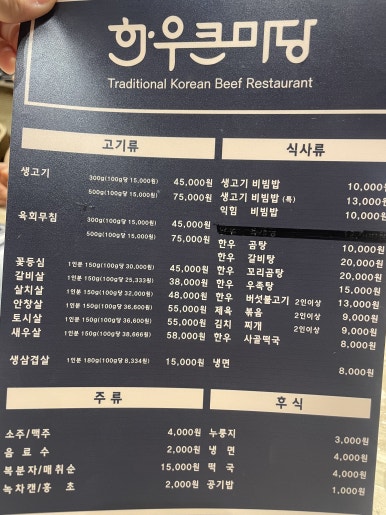 한우큰마당
Traditional Korean Beef Restaurant
고기류
생고기 300g(100g당 15,000원) 45,000원
500g(100g당 15,000원) 75,000원
육회무침 300g(100g당 15,000원) 45,000원
500g(100g당 15,000원) 75,000원
꽃등심 1인분 150g(100g당 30,000원) 45,000원
갈비살 1인분 150g(100g당 25,333원) 38,000원
살치살 1인분 150g(100g당 32,000원) 48,000원
안창살 1인분 150g(100g당 36,600원) 55,000원
토시살 1인분 150g(100g당 36,600원) 55,000원
새우살 1인분 150g(100g당 38,666원) 58,000원
생삼겹살 1인분 180g(100g당 8,334원) 15,000원
식사류
생고기 비빔밥 10,000원
생고기 비빔밥 (특) 13,000원
익힘 비빔밥 10,000원
한우 곰탕 10,000원
한우 갈비탕 20,000원
한우 꼬리곰탕 20,000원
한우 우족탕 15,000원
한우 버섯불고기 2인이상 13,000원
제육 볶음 2인이상 9,000원
김치 찌개 2인이상 9,000원
한우 사골떡국 8,000원
냉면 8,000원
주류
소주/맥주 4,000원
음료수 2,000원
복분자/매취순 15,000원
녹차캔/홍초 2,000원
후식
누룽지 3,000원
냉면 4,000원
떡국 4,000원
공기밥 1,000원